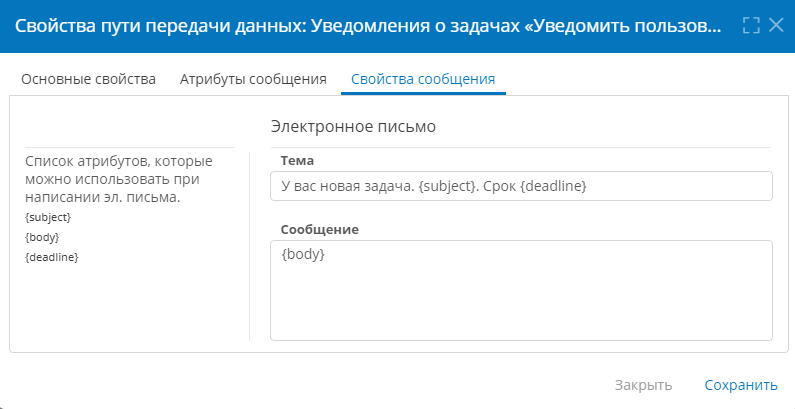 Свойства пути передачи данных: Уведомления о задачах «Уведомить пользов...
Основные свойства
Атрибуты сообщения
Свойства сообщения
Список атрибутов, которые
можно использовать при
написании эл. письма.
{subject}
{body}
{deadline}
Электронное письмо
Тема
У вас новая задача. {subject}. Срок {deadline}
Сообщение
{body}
Закрыть
Сохранить